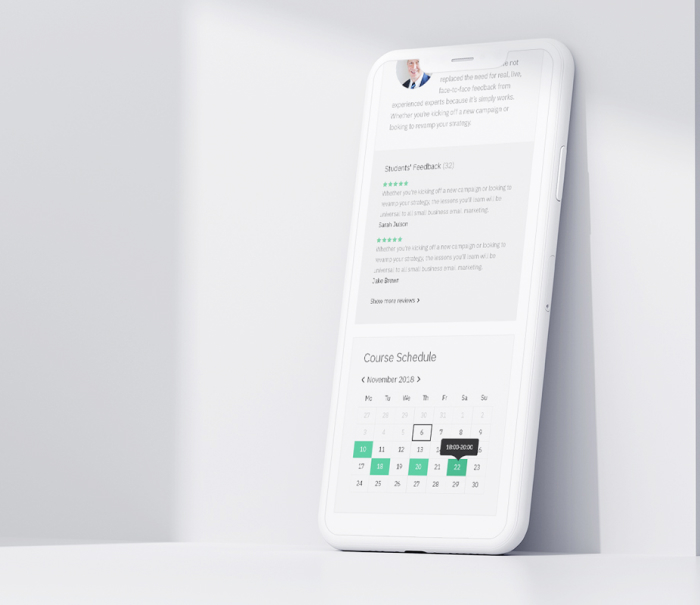 ve not
replaced the need for real, live,
face-to-face feedback from
experienced experts because it's simply works.
Whether you're kicking off a new campaign or
looking to revamp your strategy.
Students' Feedback (32)
Whether you're kicking off a new campaign or looking to
revamp your strategy, the lessons you'll learn will be
universal to all small business email marketing.
Sarah
Whether you're kicking off a new campaign or looking to
revamp your strategy, the lessons you'll learn will be
universal to all small business email marketing.
Jake Brown
Show more reviews >
Course Schedule
< November 2018 >
Mo Tu We Th Fr Sa Su
27 28 29 30 31 1 2
3 4 5 6 7 8 9
10 11 12 13 18:00-20:00 16
17 18 19 20 21 22 23
24 25 26 27 28 29 30